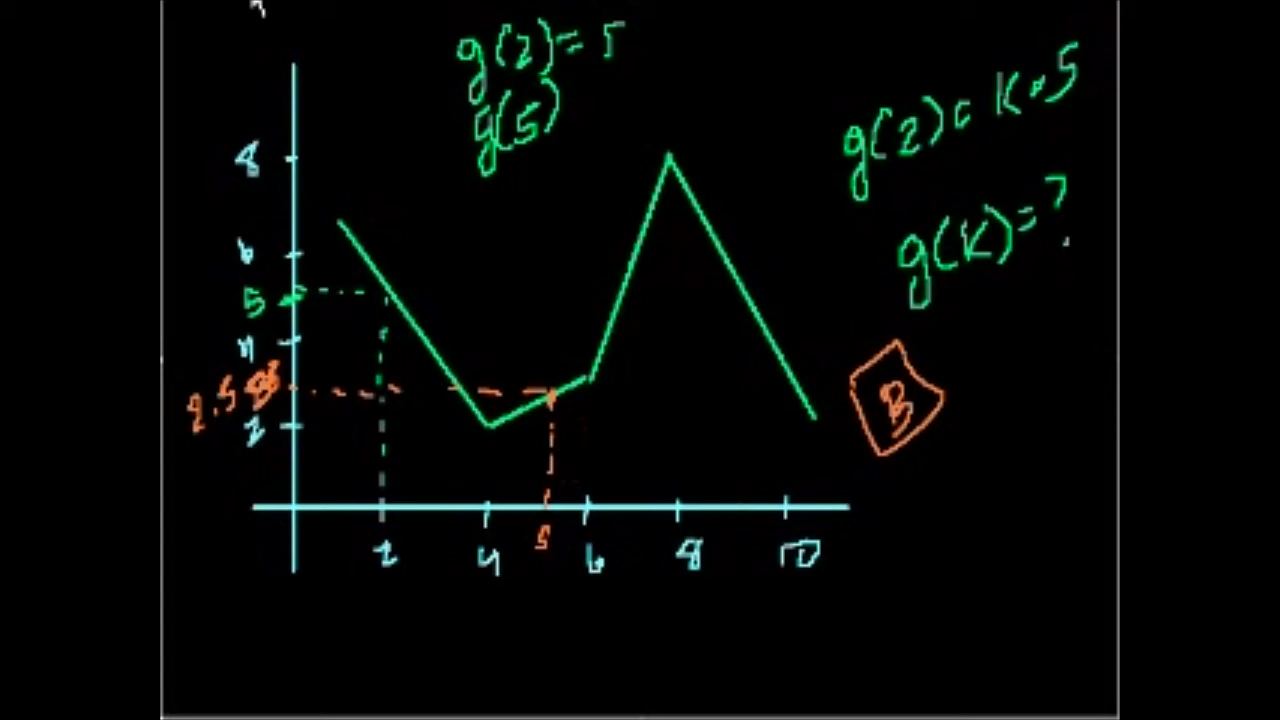 g(2) = 5
g(5)
g(2) = K = 5
g(K) = ?
8
6
5
4
2.5
2
2 4 5 6 8 10
B